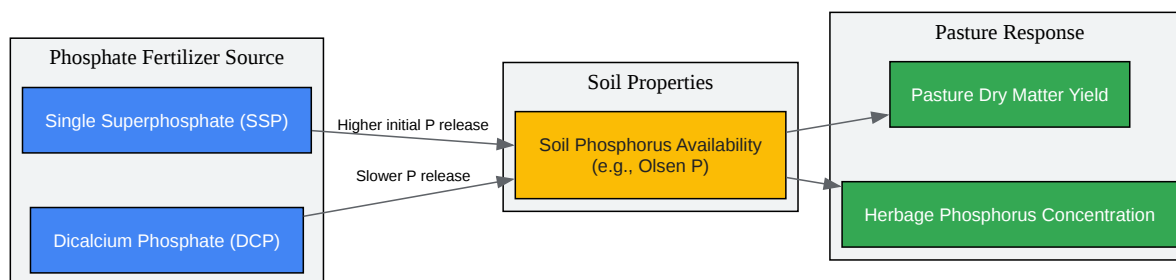 Phosphate Fertilizer Source
Single Superphosphate (SSP)
Dicalcium Phosphate (DCP)
Higher initial P release
Slower P release
Soil Properties
Soil Phosphorus Availability
(e.g., Olsen P)
Pasture Response
Pasture Dry Matter Yield
Herbage Phosphorus Concentration